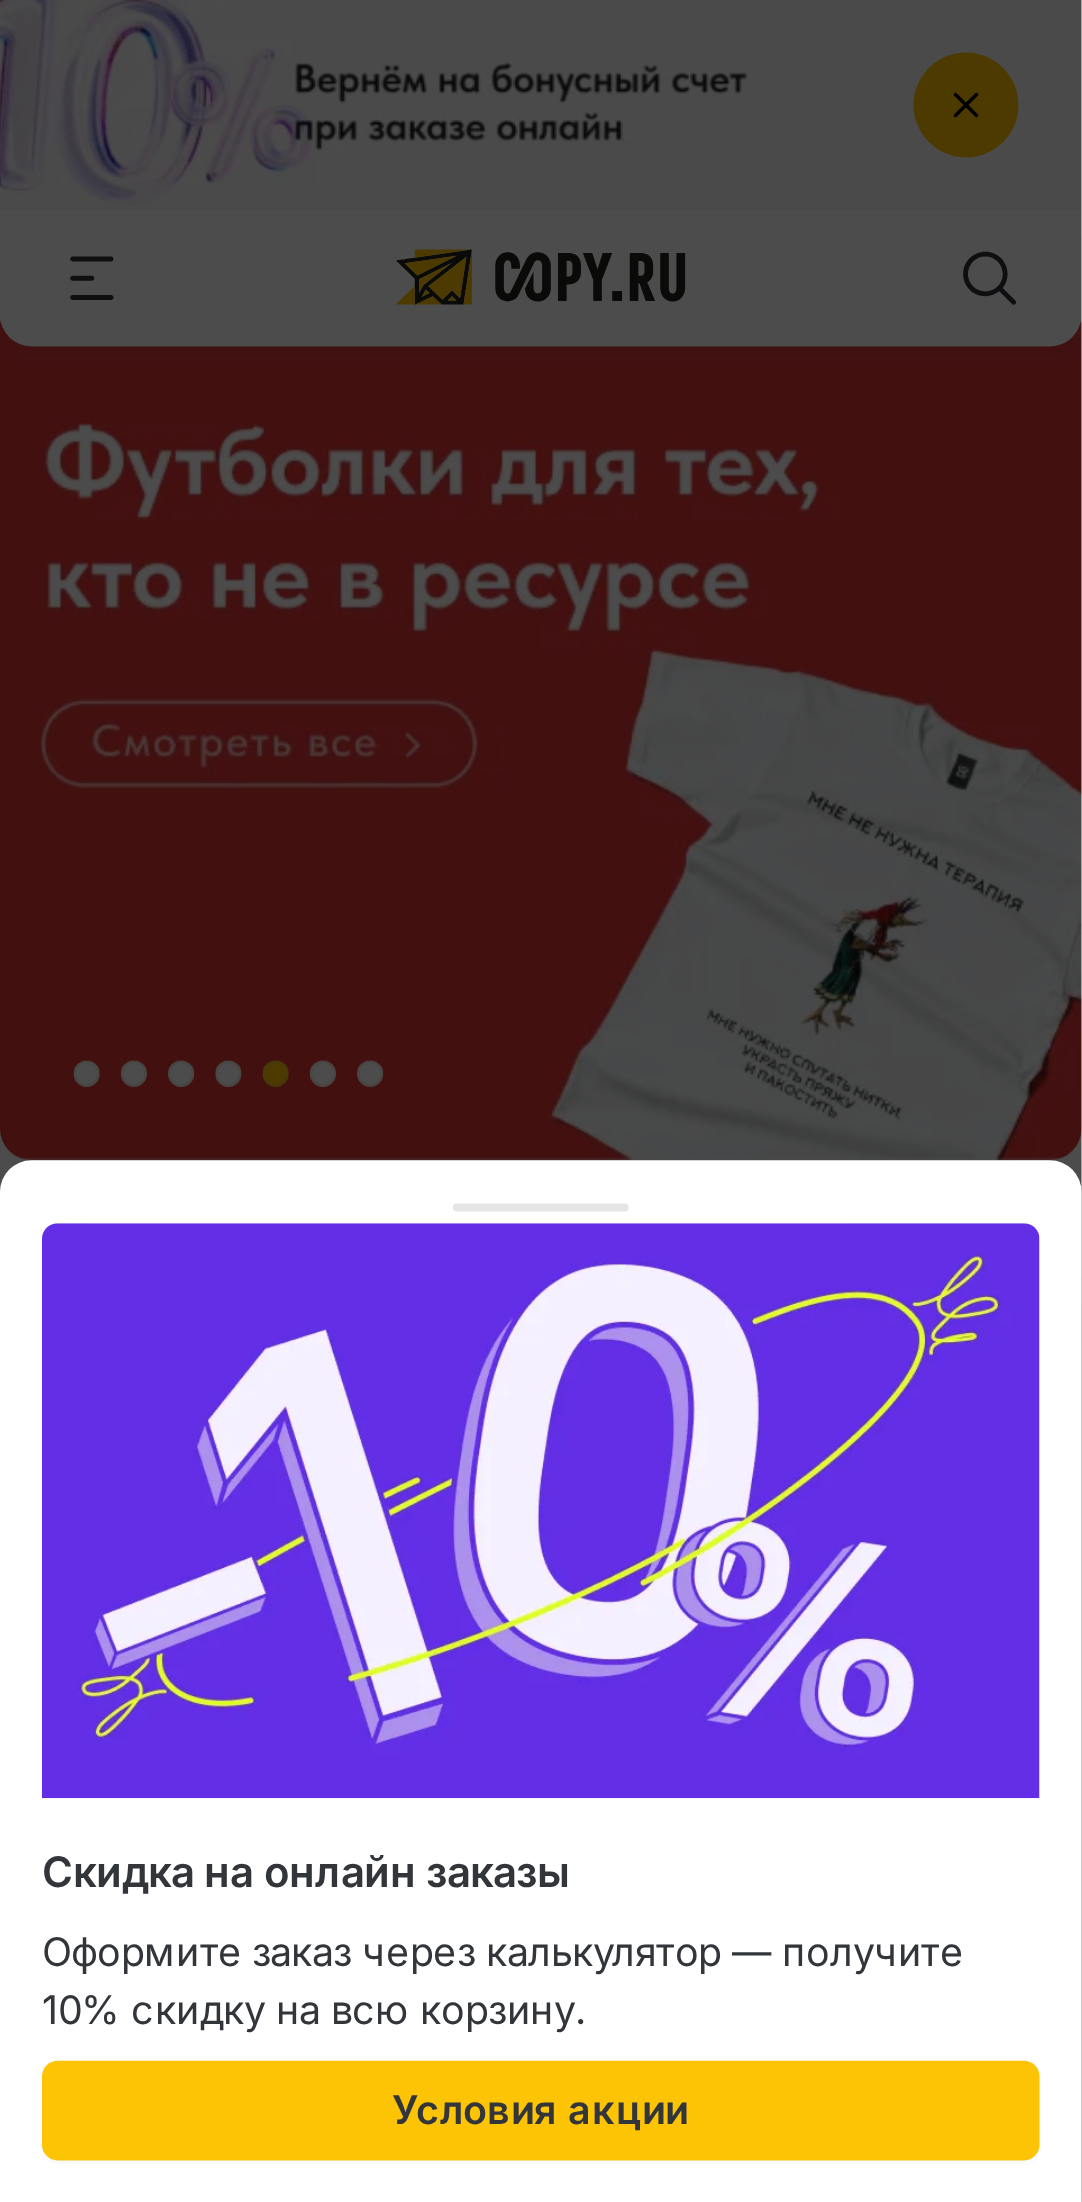 10%
Вернём на бонусный счет
при заказе онлайн
COPY.RU
Футболки для тех,
кто не в ресурсе
Смотреть все
МНЕ НЕ НУЖНА ТЕРАПИЯ
МНЕ НУЖНО СПУТАТЬ НИТКИ,
УКРАСТЬ ПРЯЖУ
И ПАКОСТИТЬ
-10%
Скидка на онлайн заказы
Оформите заказ через калькулятор — получите
10% скидку на всю корзину.
Условия акции